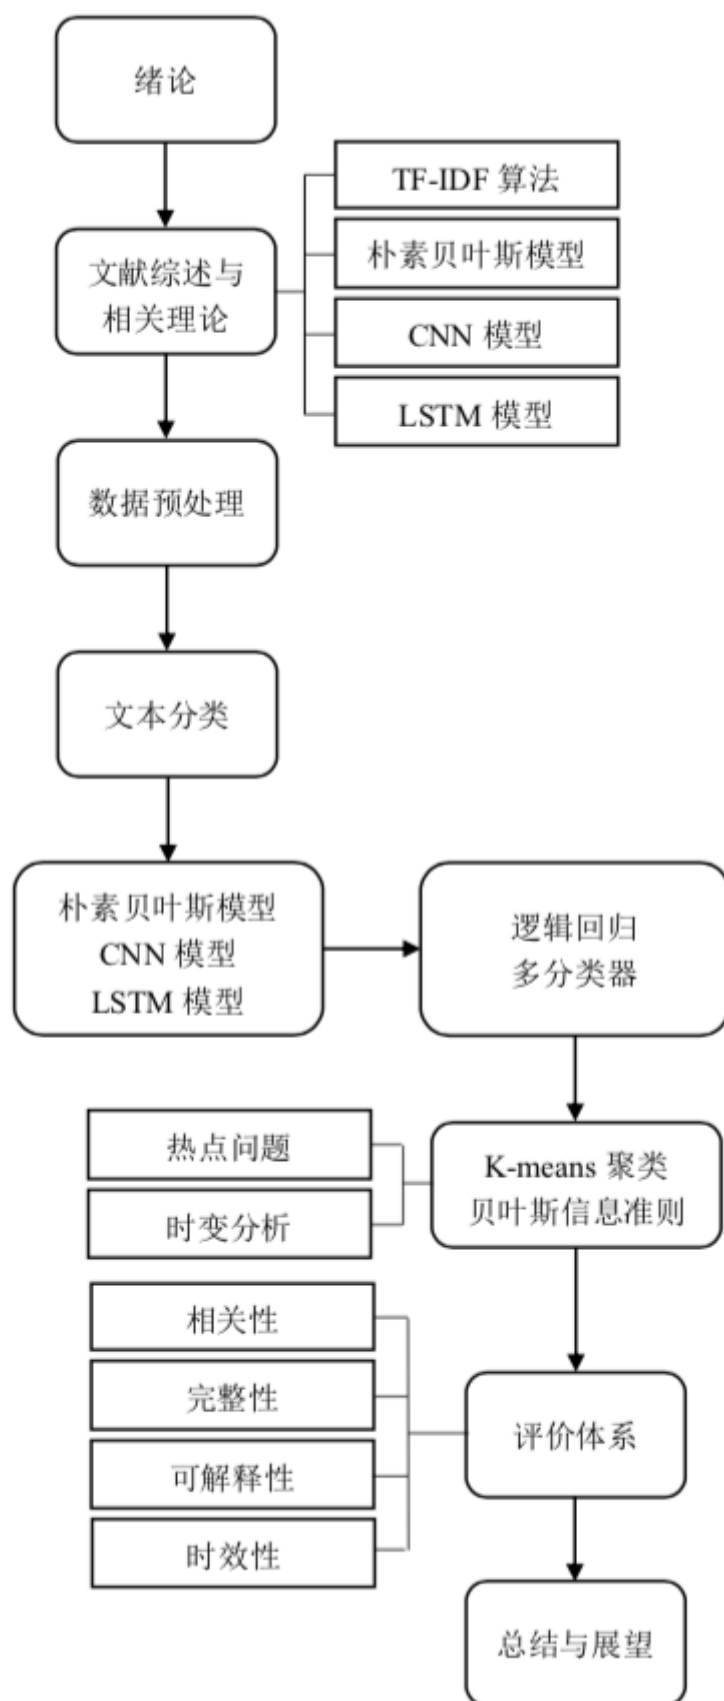 绪论
TF-IDF 算法
文献综述与
相关理论
朴素贝叶斯模型
CNN 模型
LSTM 模型
数据预处理
文本分类
朴素贝叶斯模型
CNN 模型
LSTM 模型
逻辑回归
多分类器
热点问题
时变分析
K-means 聚类
贝叶斯信息准则
相关性
完整性
可解释性
时效性
评价体系
总结与展望